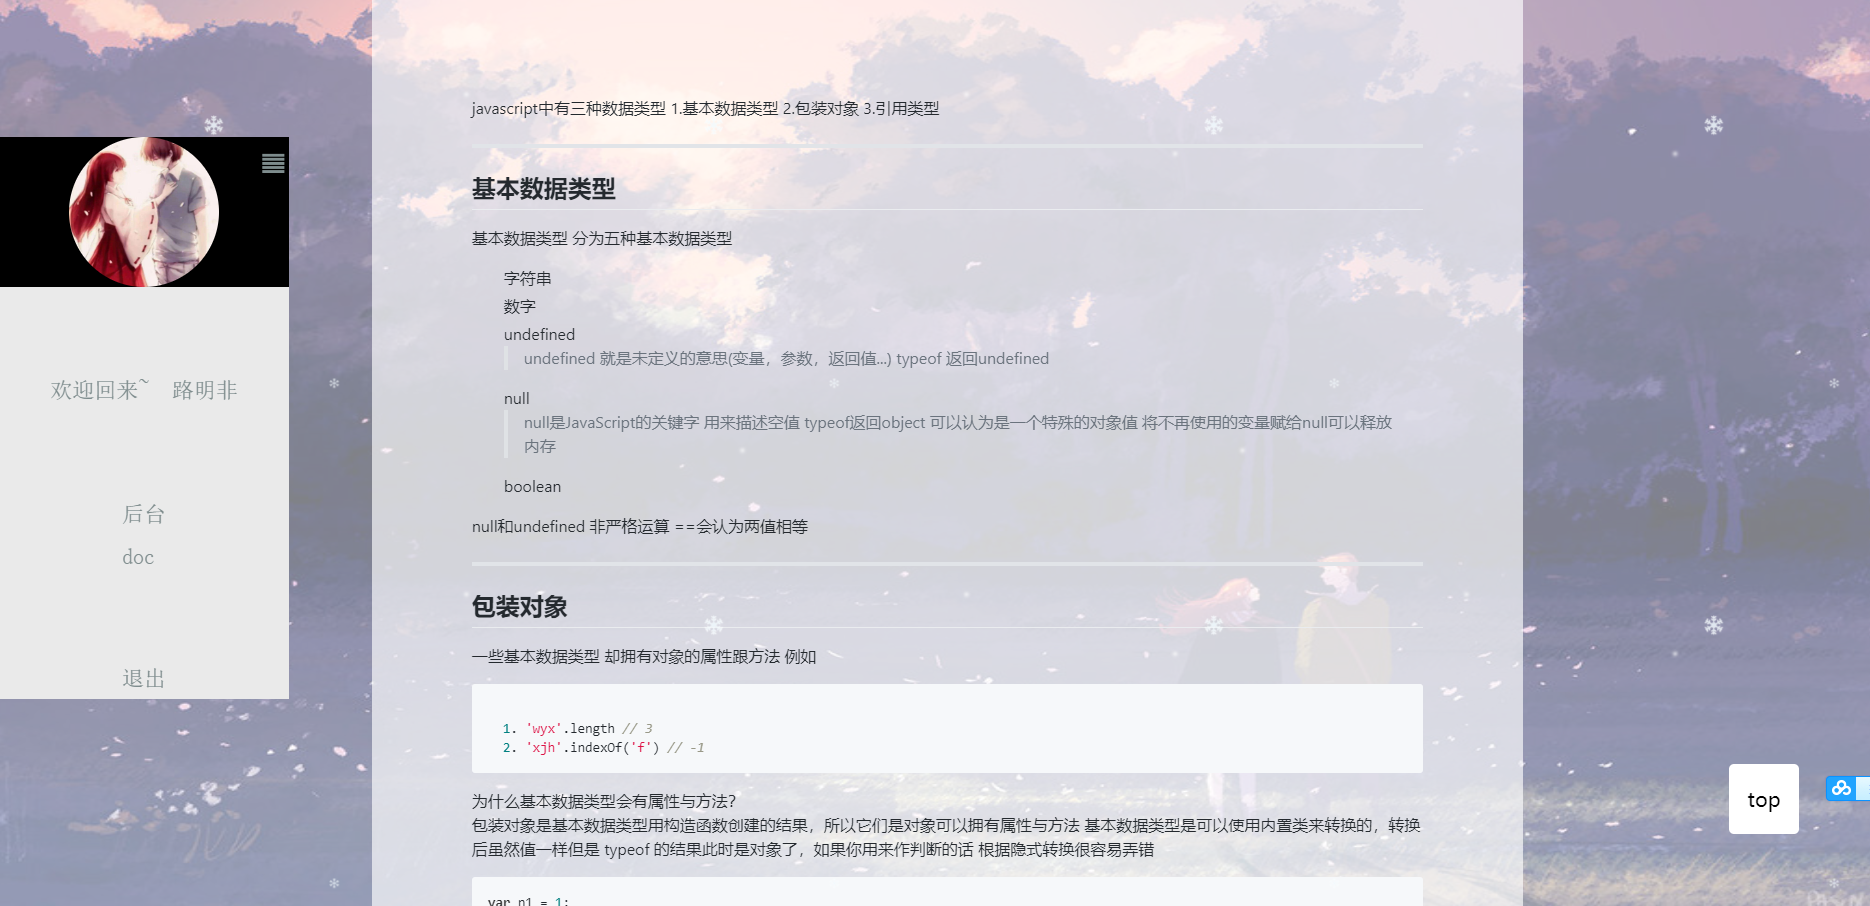 javascript中有三种数据类型 1.基本数据类型 2.包装对象 3.引用类型
基本数据类型
基本数据类型 分为五种基本数据类型
字符串
数字
undefined
undefined 就是未定义的意思(变量，参数，返回值...) typeof 返回undefined
null
null是JavaScript的关键字 用来描述空值 typeof返回object 可以认为是一个特殊的对象值 将不再使用的变量赋给null可以释放
内存
boolean
null和undefined 非严格运算 ==会认为两值相等
包装对象
一些基本数据类型 却拥有对象的属性跟方法 例如
1. 'wyx'.length // 3
2. 'xjh'.indexOf('f') // -1
为什么基本数据类型会有属性与方法？
包装对象是基本数据类型用构造函数创建的结果，所以它们是对象可以拥有属性与方法 基本数据类型是可以使用内置类来转换的，转换
后虽然值一样但是 typeof 的结果此时是对象了，如果你用来作判断的话 根据隐式转换很容易弄错
var n1 = 1;
欢迎回来~ 路明非
后台
doc
退出
top